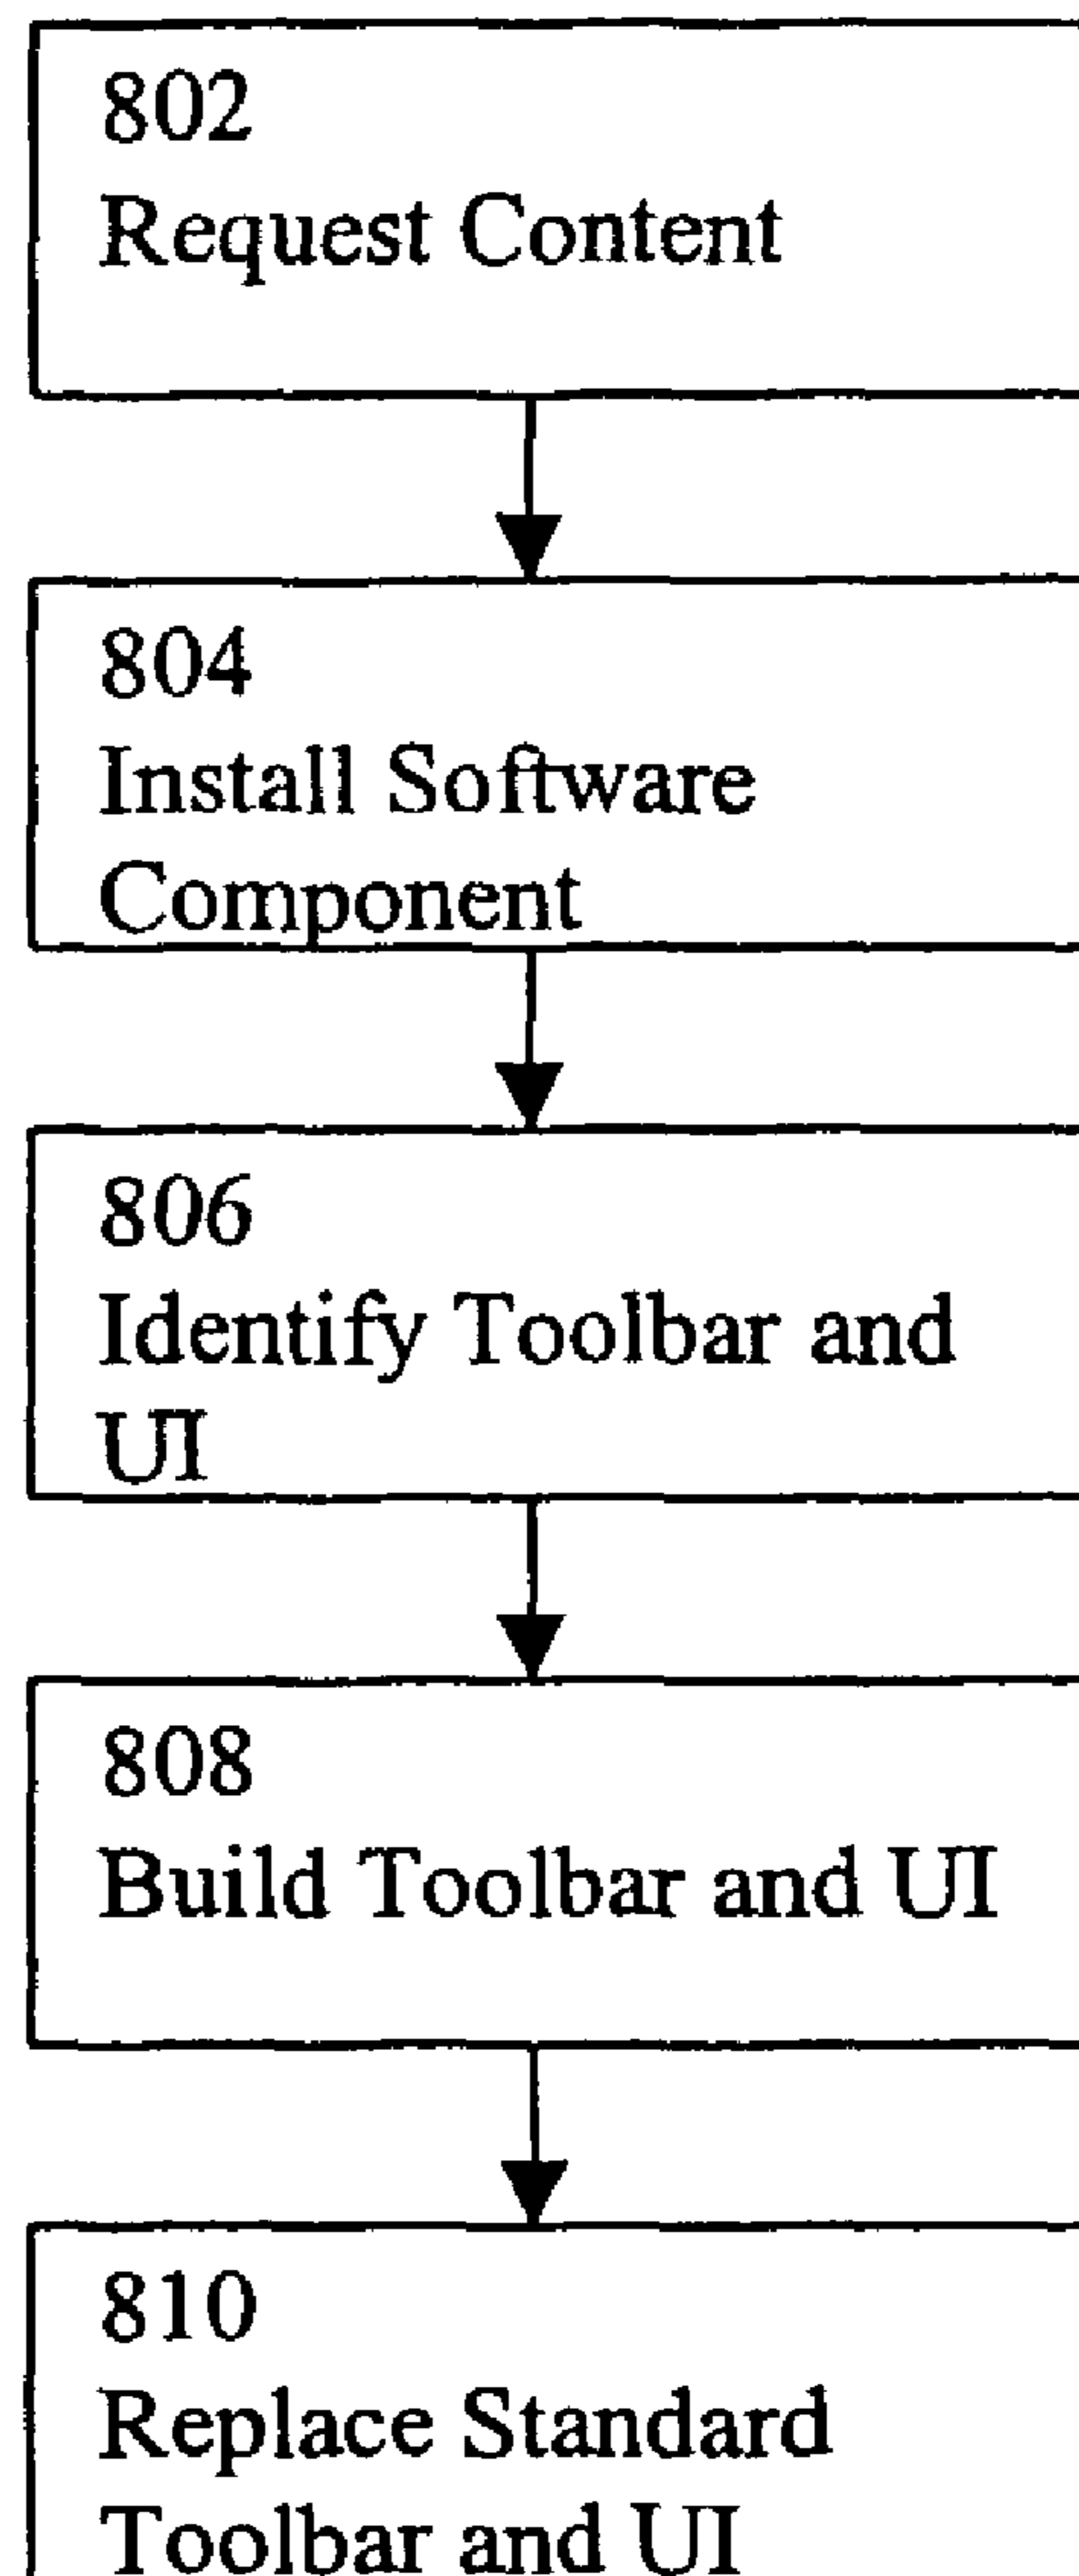 802
Request Content
804
Install Software
Component
806
Identify Toolbar and
UI
808
Build Toolbar and UI
810
Replace Standard
Toolbar and UI